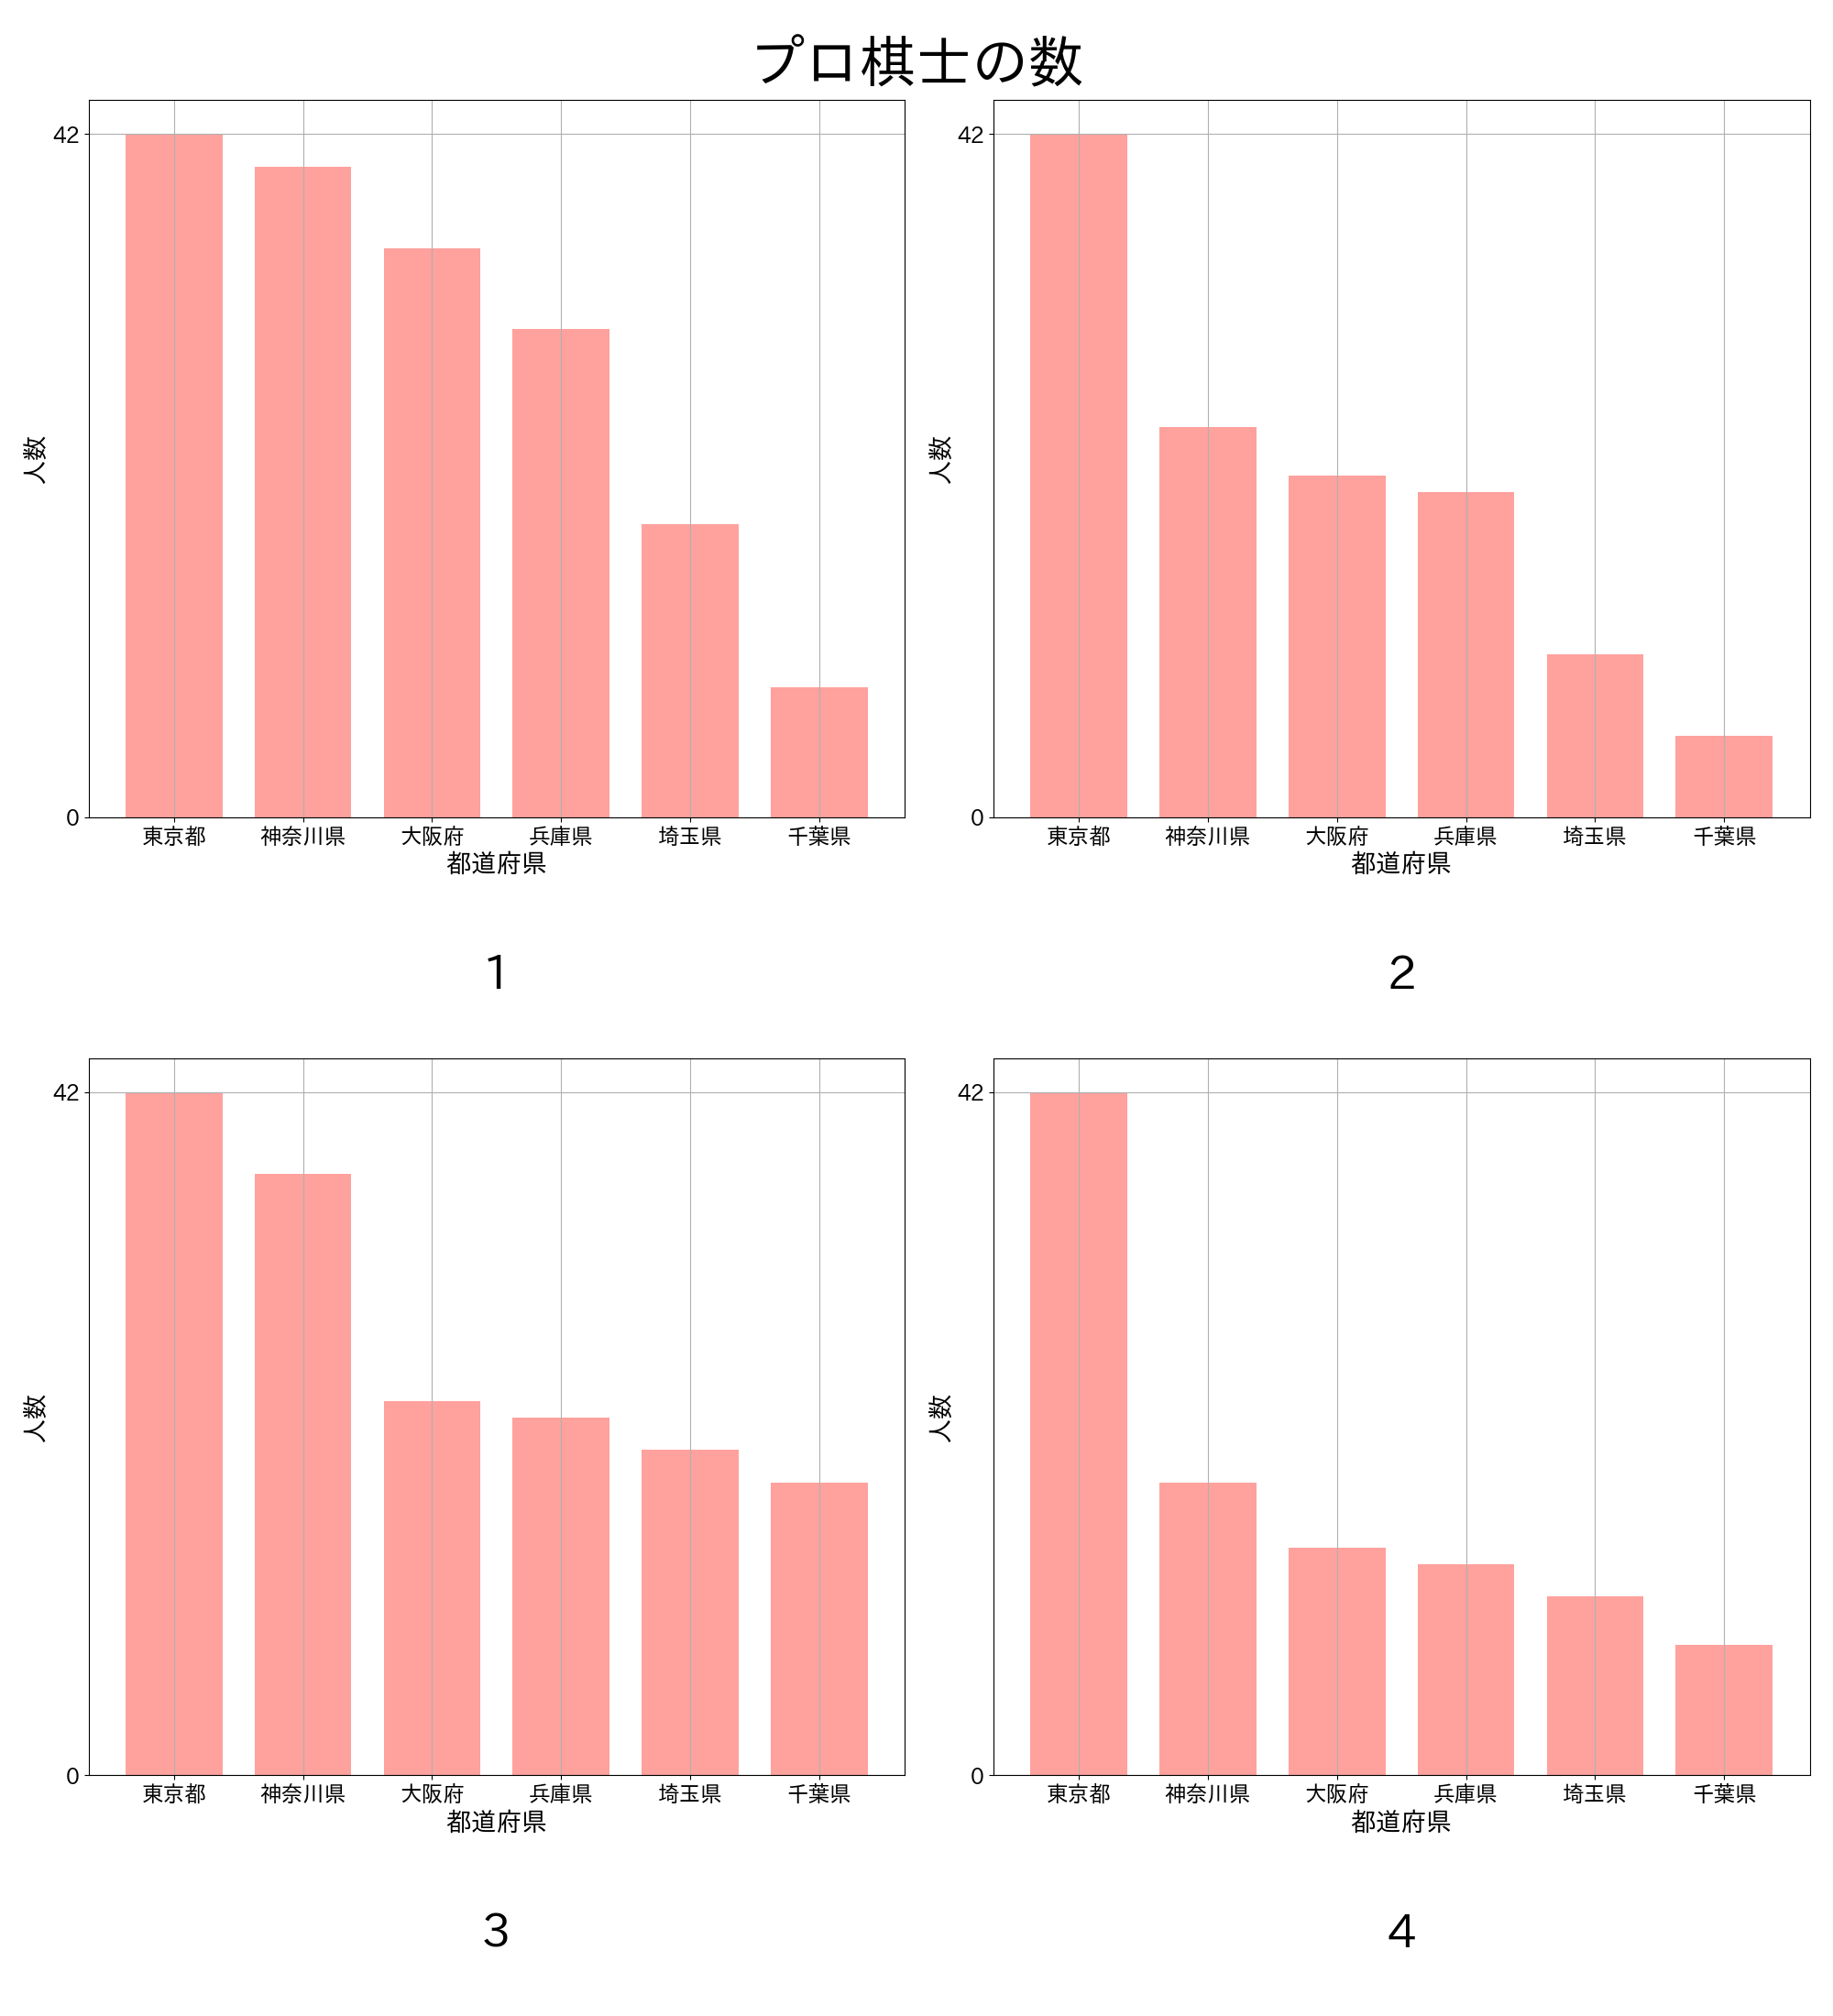 プロ棋士の数
42
0
人数
東京都 神奈川県 大阪府 兵庫県 埼玉県 千葉県
都道府県
1
42
0
人数
東京都 神奈川県 大阪府 兵庫県 埼玉県 千葉県
都道府県
2
42
0
人数
東京都 神奈川県 大阪府 兵庫県 埼玉県 千葉県
都道府県
3
42
0
人数
東京都 神奈川県 大阪府 兵庫県 埼玉県 千葉県
都道府県
4